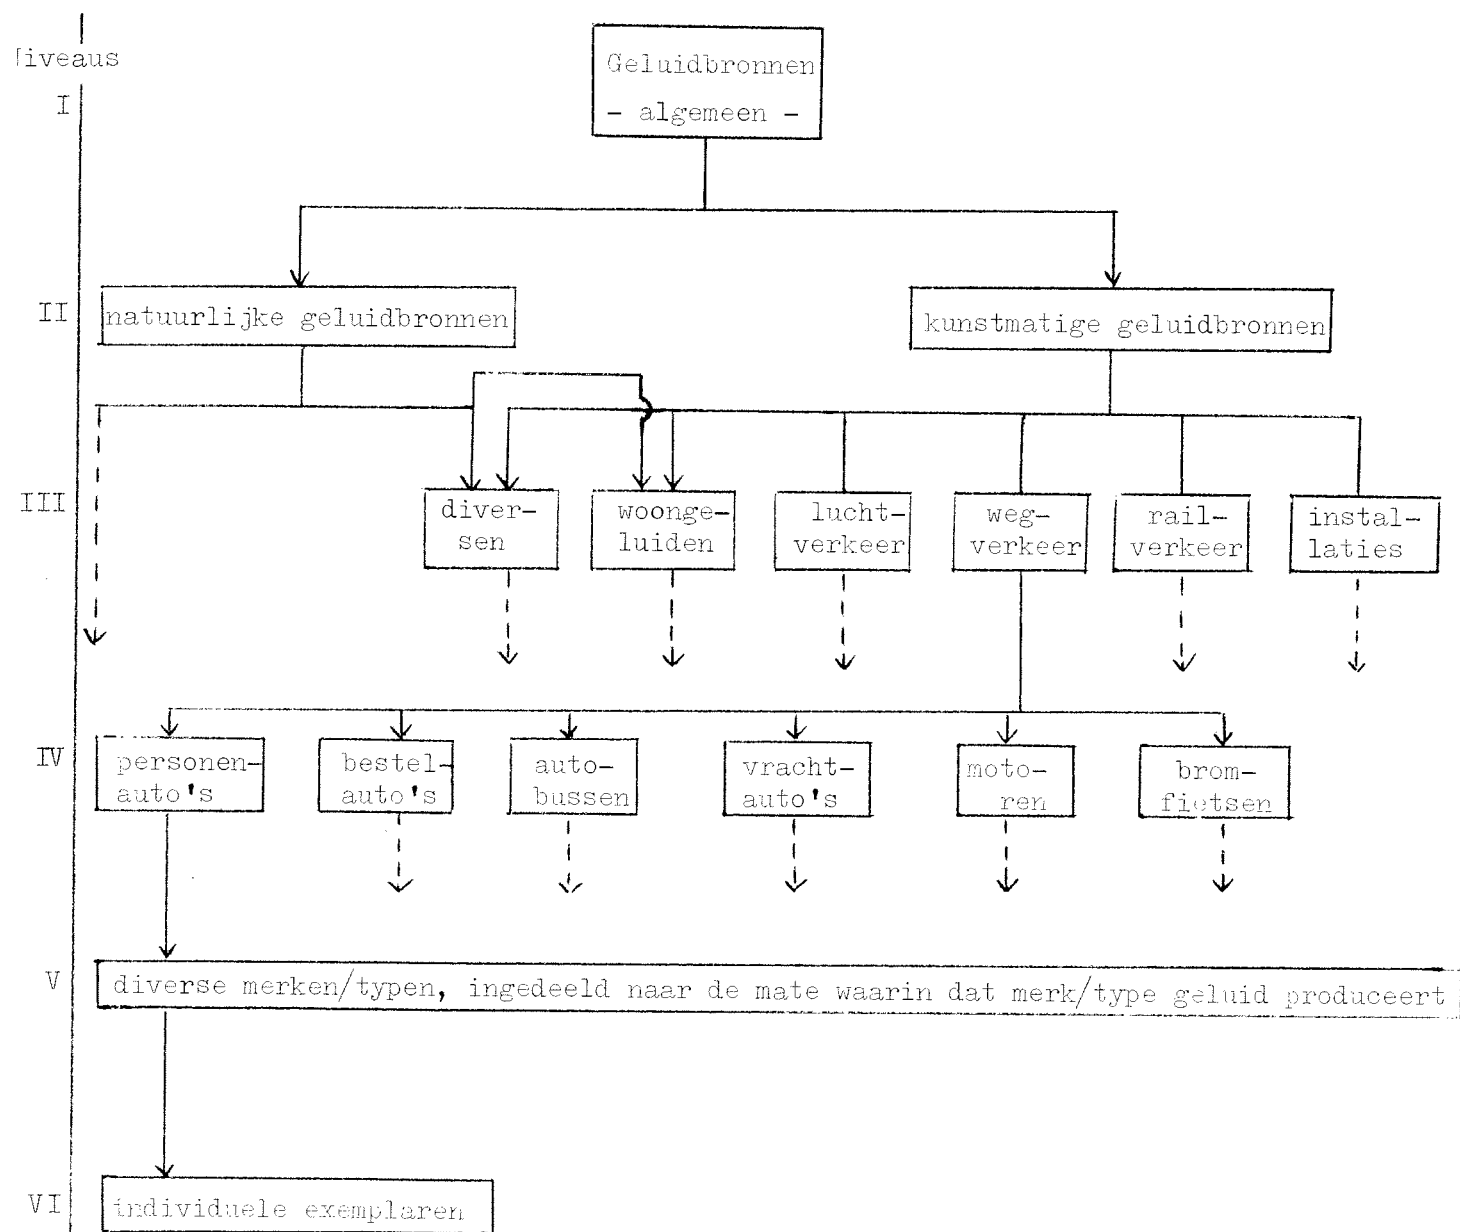 iveaus
Geluidbronnen
I
- algemeen -
II
natuurlijke geluidbronnen
kunstmatige geluidbronnen
III
diver-
sen
woonge-
luiden
lucht-
verkeer
weg-
verkeer
rail-
verkeer
instal-
laties
IV
personen-
auto's
bestel-
auto's
auto-
bussen
vracht-
auto's
moto-
ren
brom-
fietsen
V
diverse merken/typen, ingedeeld naar de mate waarin dat merk/type geluid produceert
VI
individuele exemplaren